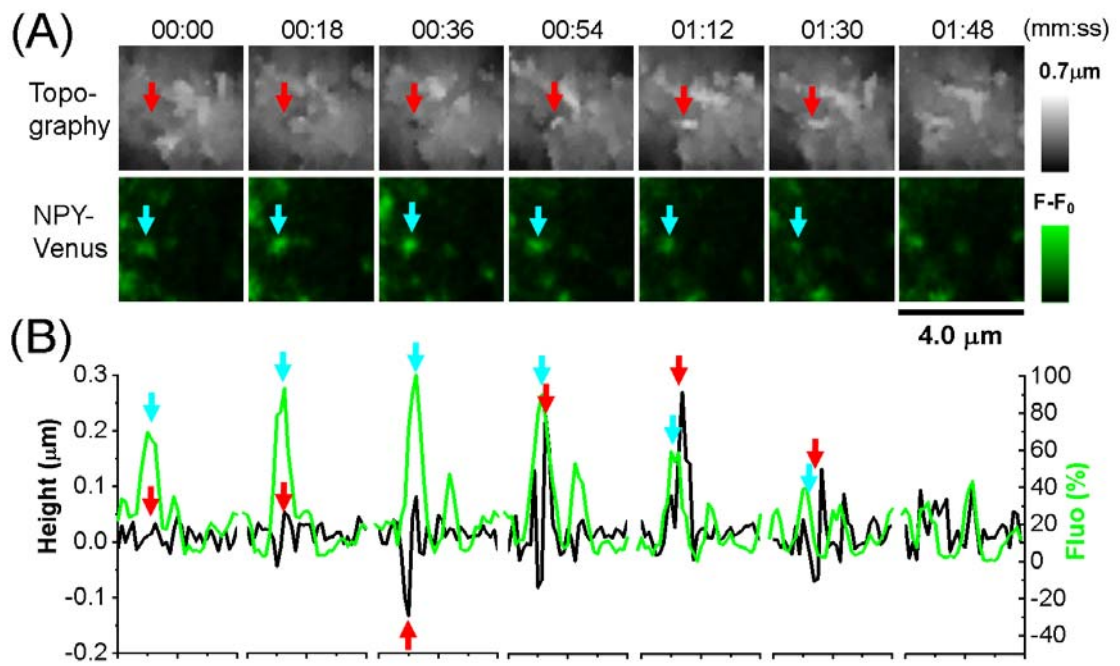 (A) 00:00 00:18 00:36 00:54 01:12 01:30 01:48 (mm:ss)
Topo-
graphy
0.7μm
NPY-
Venus
F-F₀
4.0 μm
(B)
Height (μm)
0.3
0.2
0.1
0.0
-0.1
-0.2
100
80
60
40
20
0
-20
-40
Fluo (%)